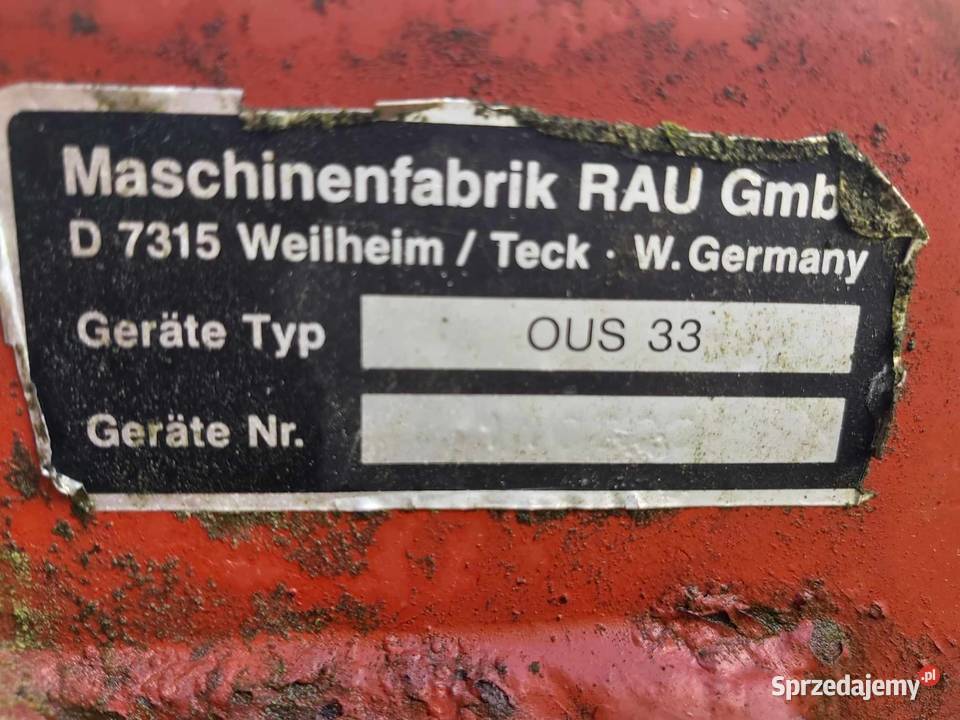 Maschinenfabrik RAU Gmb
D 7315 Weilheim / Teck · W. Germany
Geräte Typ OUS 33
Geräte Nr.
Sprzedajemy.pl